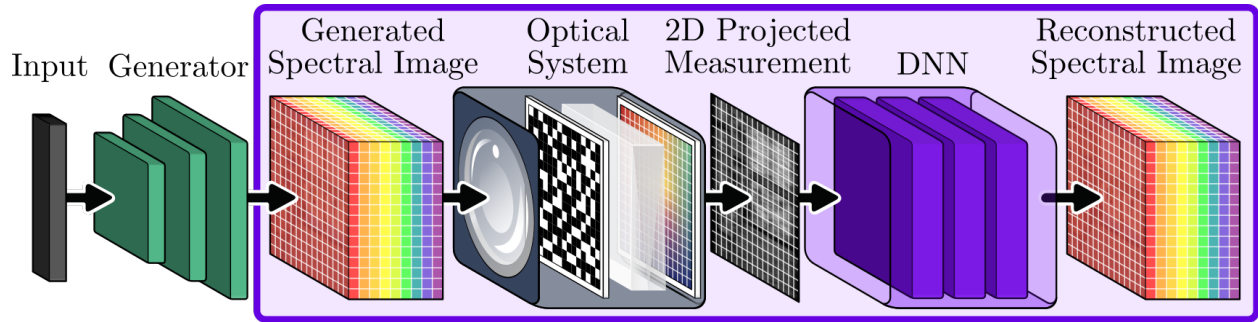 Input
Generator
Generated
Spectral Image
Optical
System
2D Projected
Measurement
DNN
Reconstructed
Spectral Image